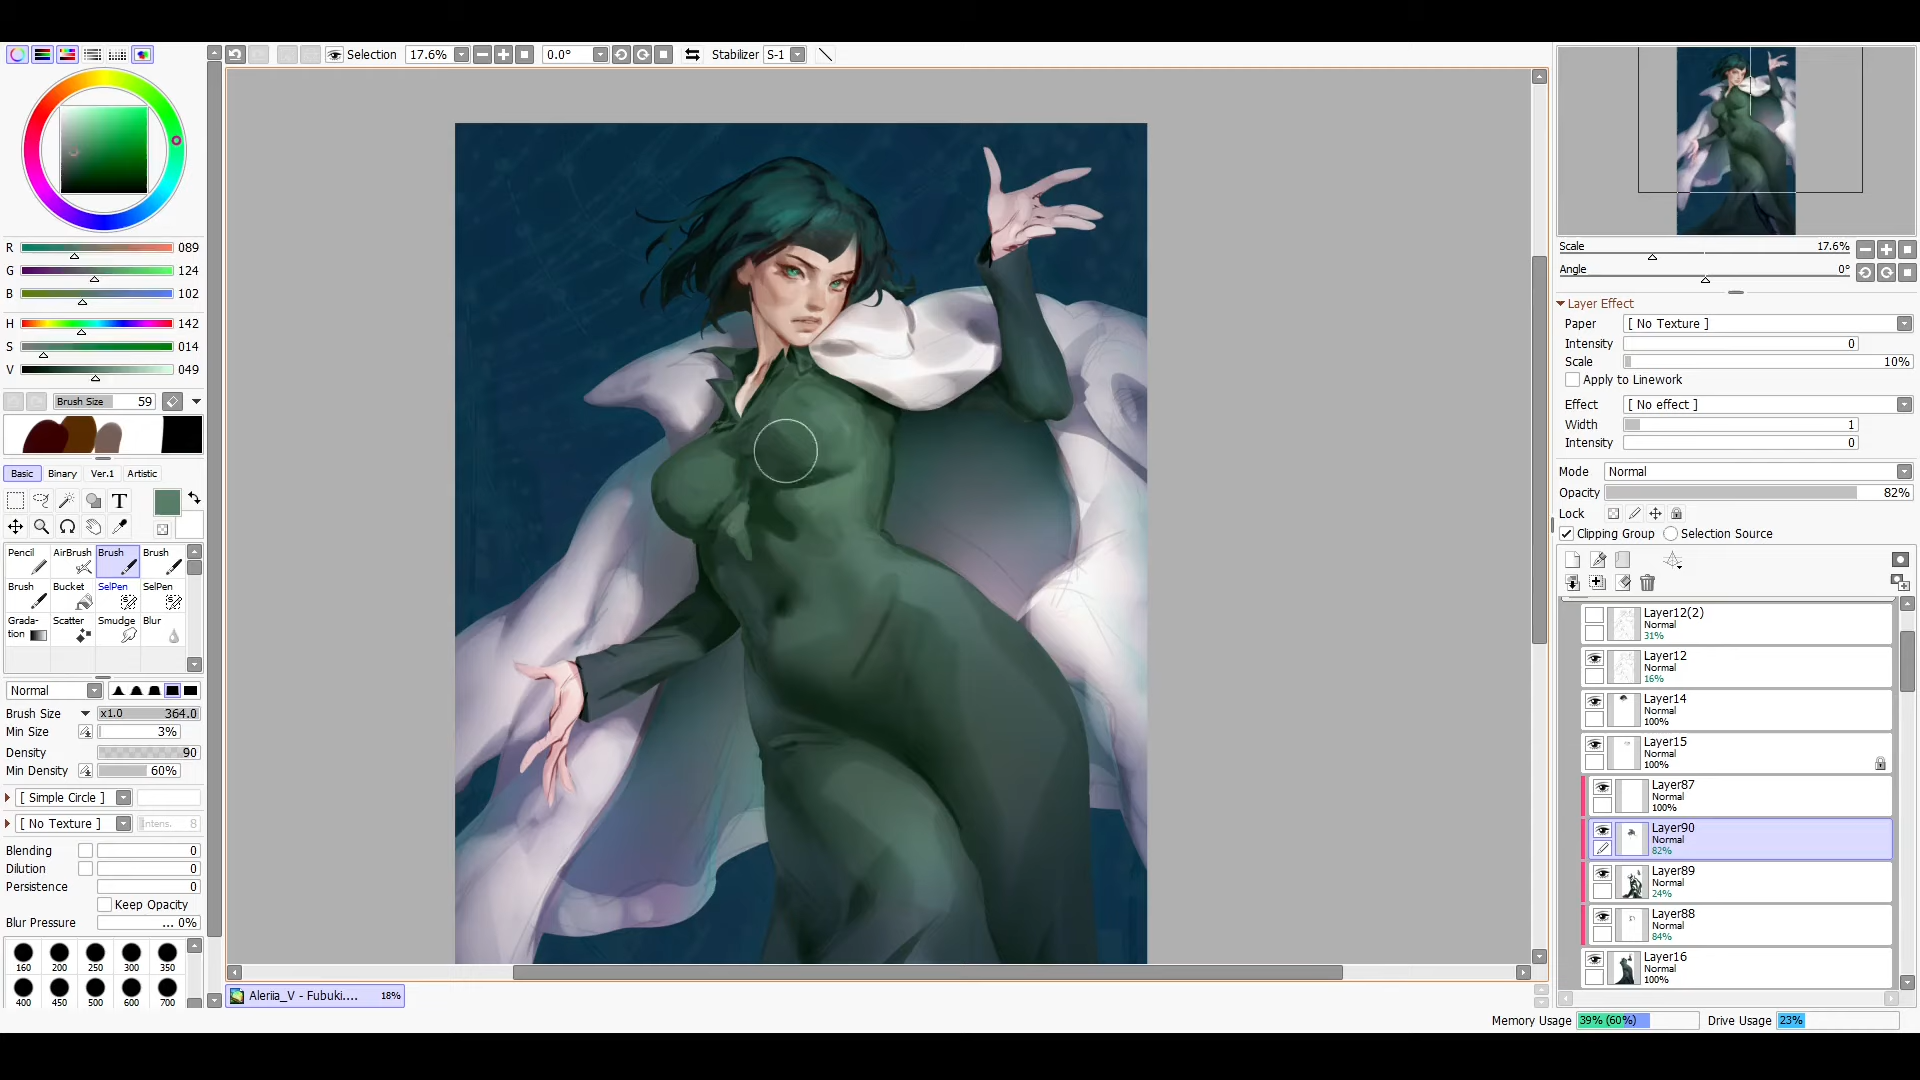 Selection 17.6% 0.0° Stabilizer S-1
R 089
G 124
B 102
H 142
S 014
V 049
Brush Size 59
Basic Binary Ver.1 Artistic
T
Pencil AirBrush Brush Brush
Brush Bucket SelPen SelPen
Grada-
tion Scatter Smudge Blur
Normal
Brush Size x1.0 364.0
Min Size 3%
Density 90
Min Density 60%
[ Simple Circle ]
[ No Texture ] Intens. 8
Blending 0
Dilution 0
Persistence 0
Keep Opacity
Blur Pressure ... 0%
160 200 250 300 350
400 450 500 600 700
Aleriia_V - Fubuki.... 18%
Scale 17.6%
Angle 0°
Layer Effect
Paper [ No Texture ]
Intensity 0
Scale 10%
Apply to Linework
Effect [ No effect ]
Width 1
Intensity 0
Mode Normal
Opacity 82%
Lock
Clipping Group Selection Source
Layer12(2)
Normal
31%
Layer12
Normal
16%
Layer14
Normal
100%
Layer15
Normal
100%
Layer87
Normal
100%
Layer90
Normal
82%
Layer89
Normal
24%
Layer88
Normal
84%
Layer16
Normal
100%
Memory Usage 39% (60%) Drive Usage 23%